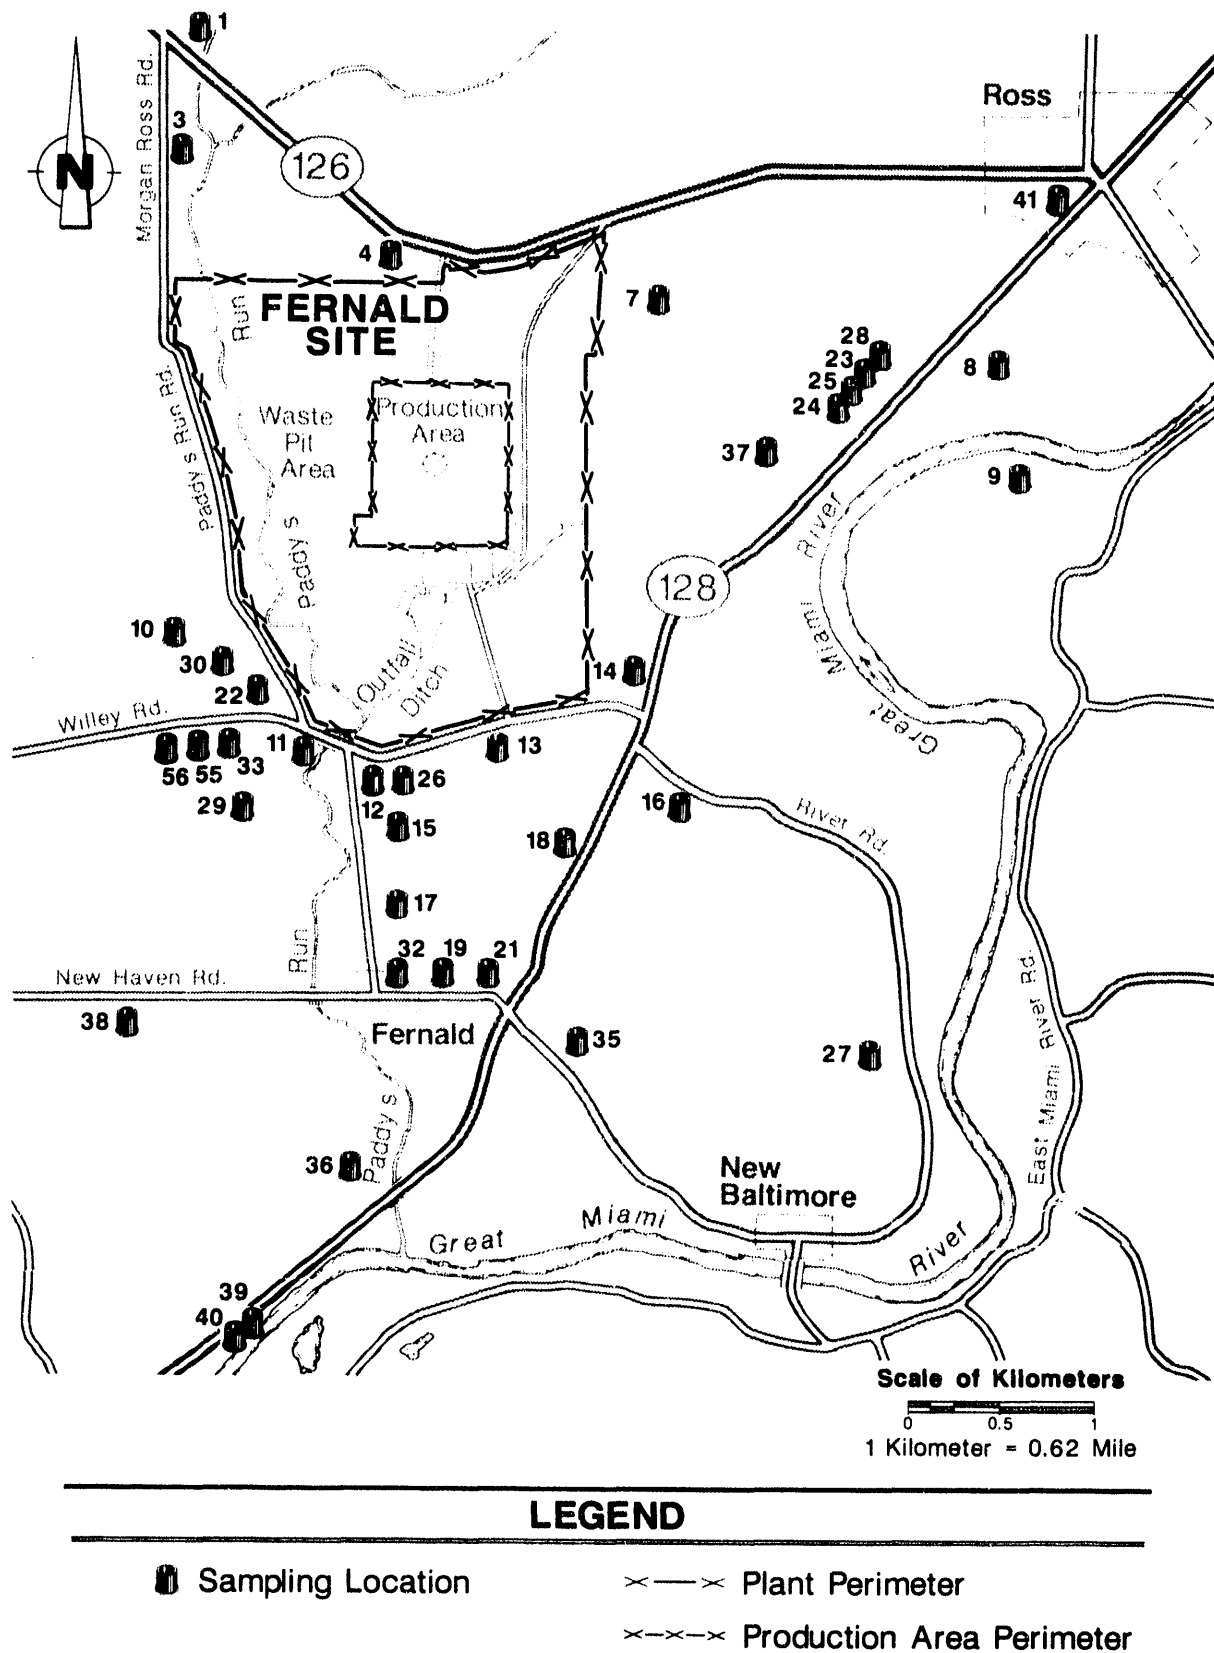 1
Morgan Ross Rd.
3
N
126
Ross
41
4
7
FERNALD
SITE
Run
28
23
25
24
8
37
9
Paddy's Run Rd.
Waste
Pit
Area
Production
Area
Paddy's
River
Miami
Great
128
10
30
22
14
Outfall
Ditch
Willey Rd.
56
55
33
11
13
29
12
26
15
16
River Rd.
18
17
32
19
21
Run
New Haven Rd.
38
Fernald
35
27
East Miami River Rd.
Paddy's
36
New
Baltimore
Great
Miami
River
39
40
Scale of Kilometers
0
0.5
1
1 Kilometer = 0.62 Mile
LEGEND
Sampling Location
Plant Perimeter
Production Area Perimeter